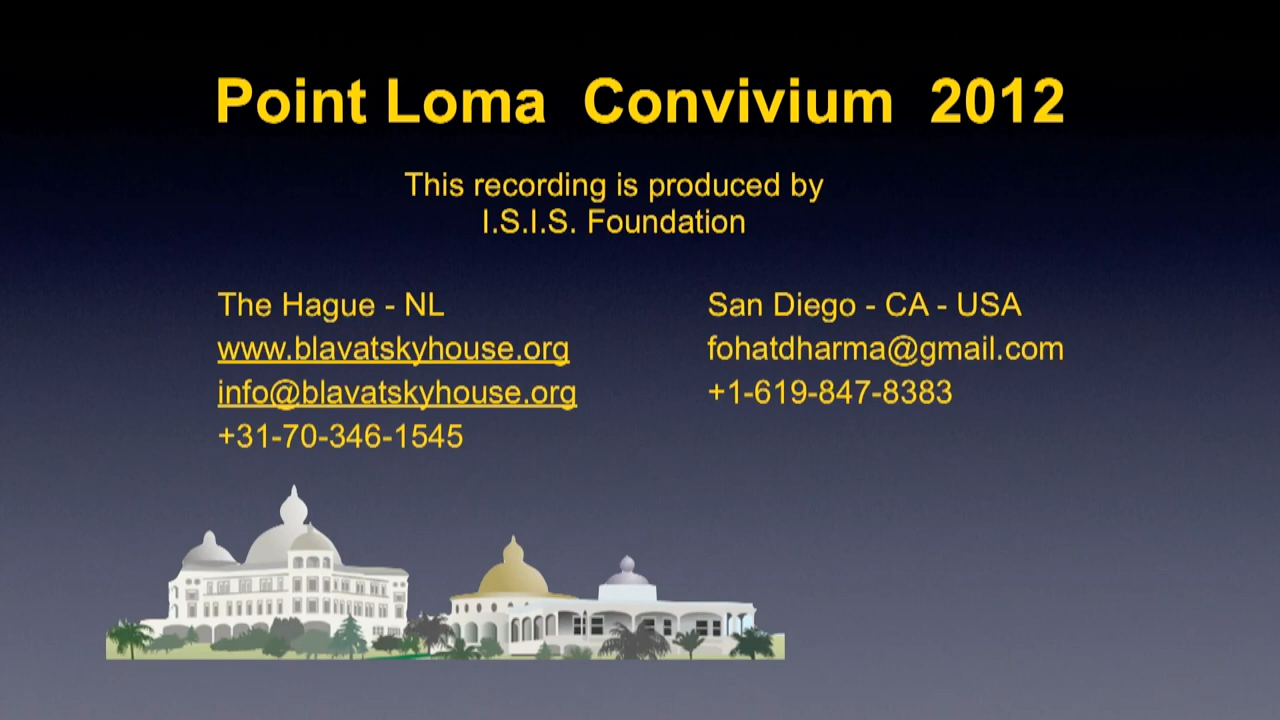 Point Loma Convivium 2012
This recording is produced by
I.S.I.S. Foundation
The Hague - NL
www.blavatskyhouse.org
info@blavatskyhouse.org
+31-70-346-1545
San Diego - CA - USA
fohatdharma@gmail.com
+1-619-847-8383